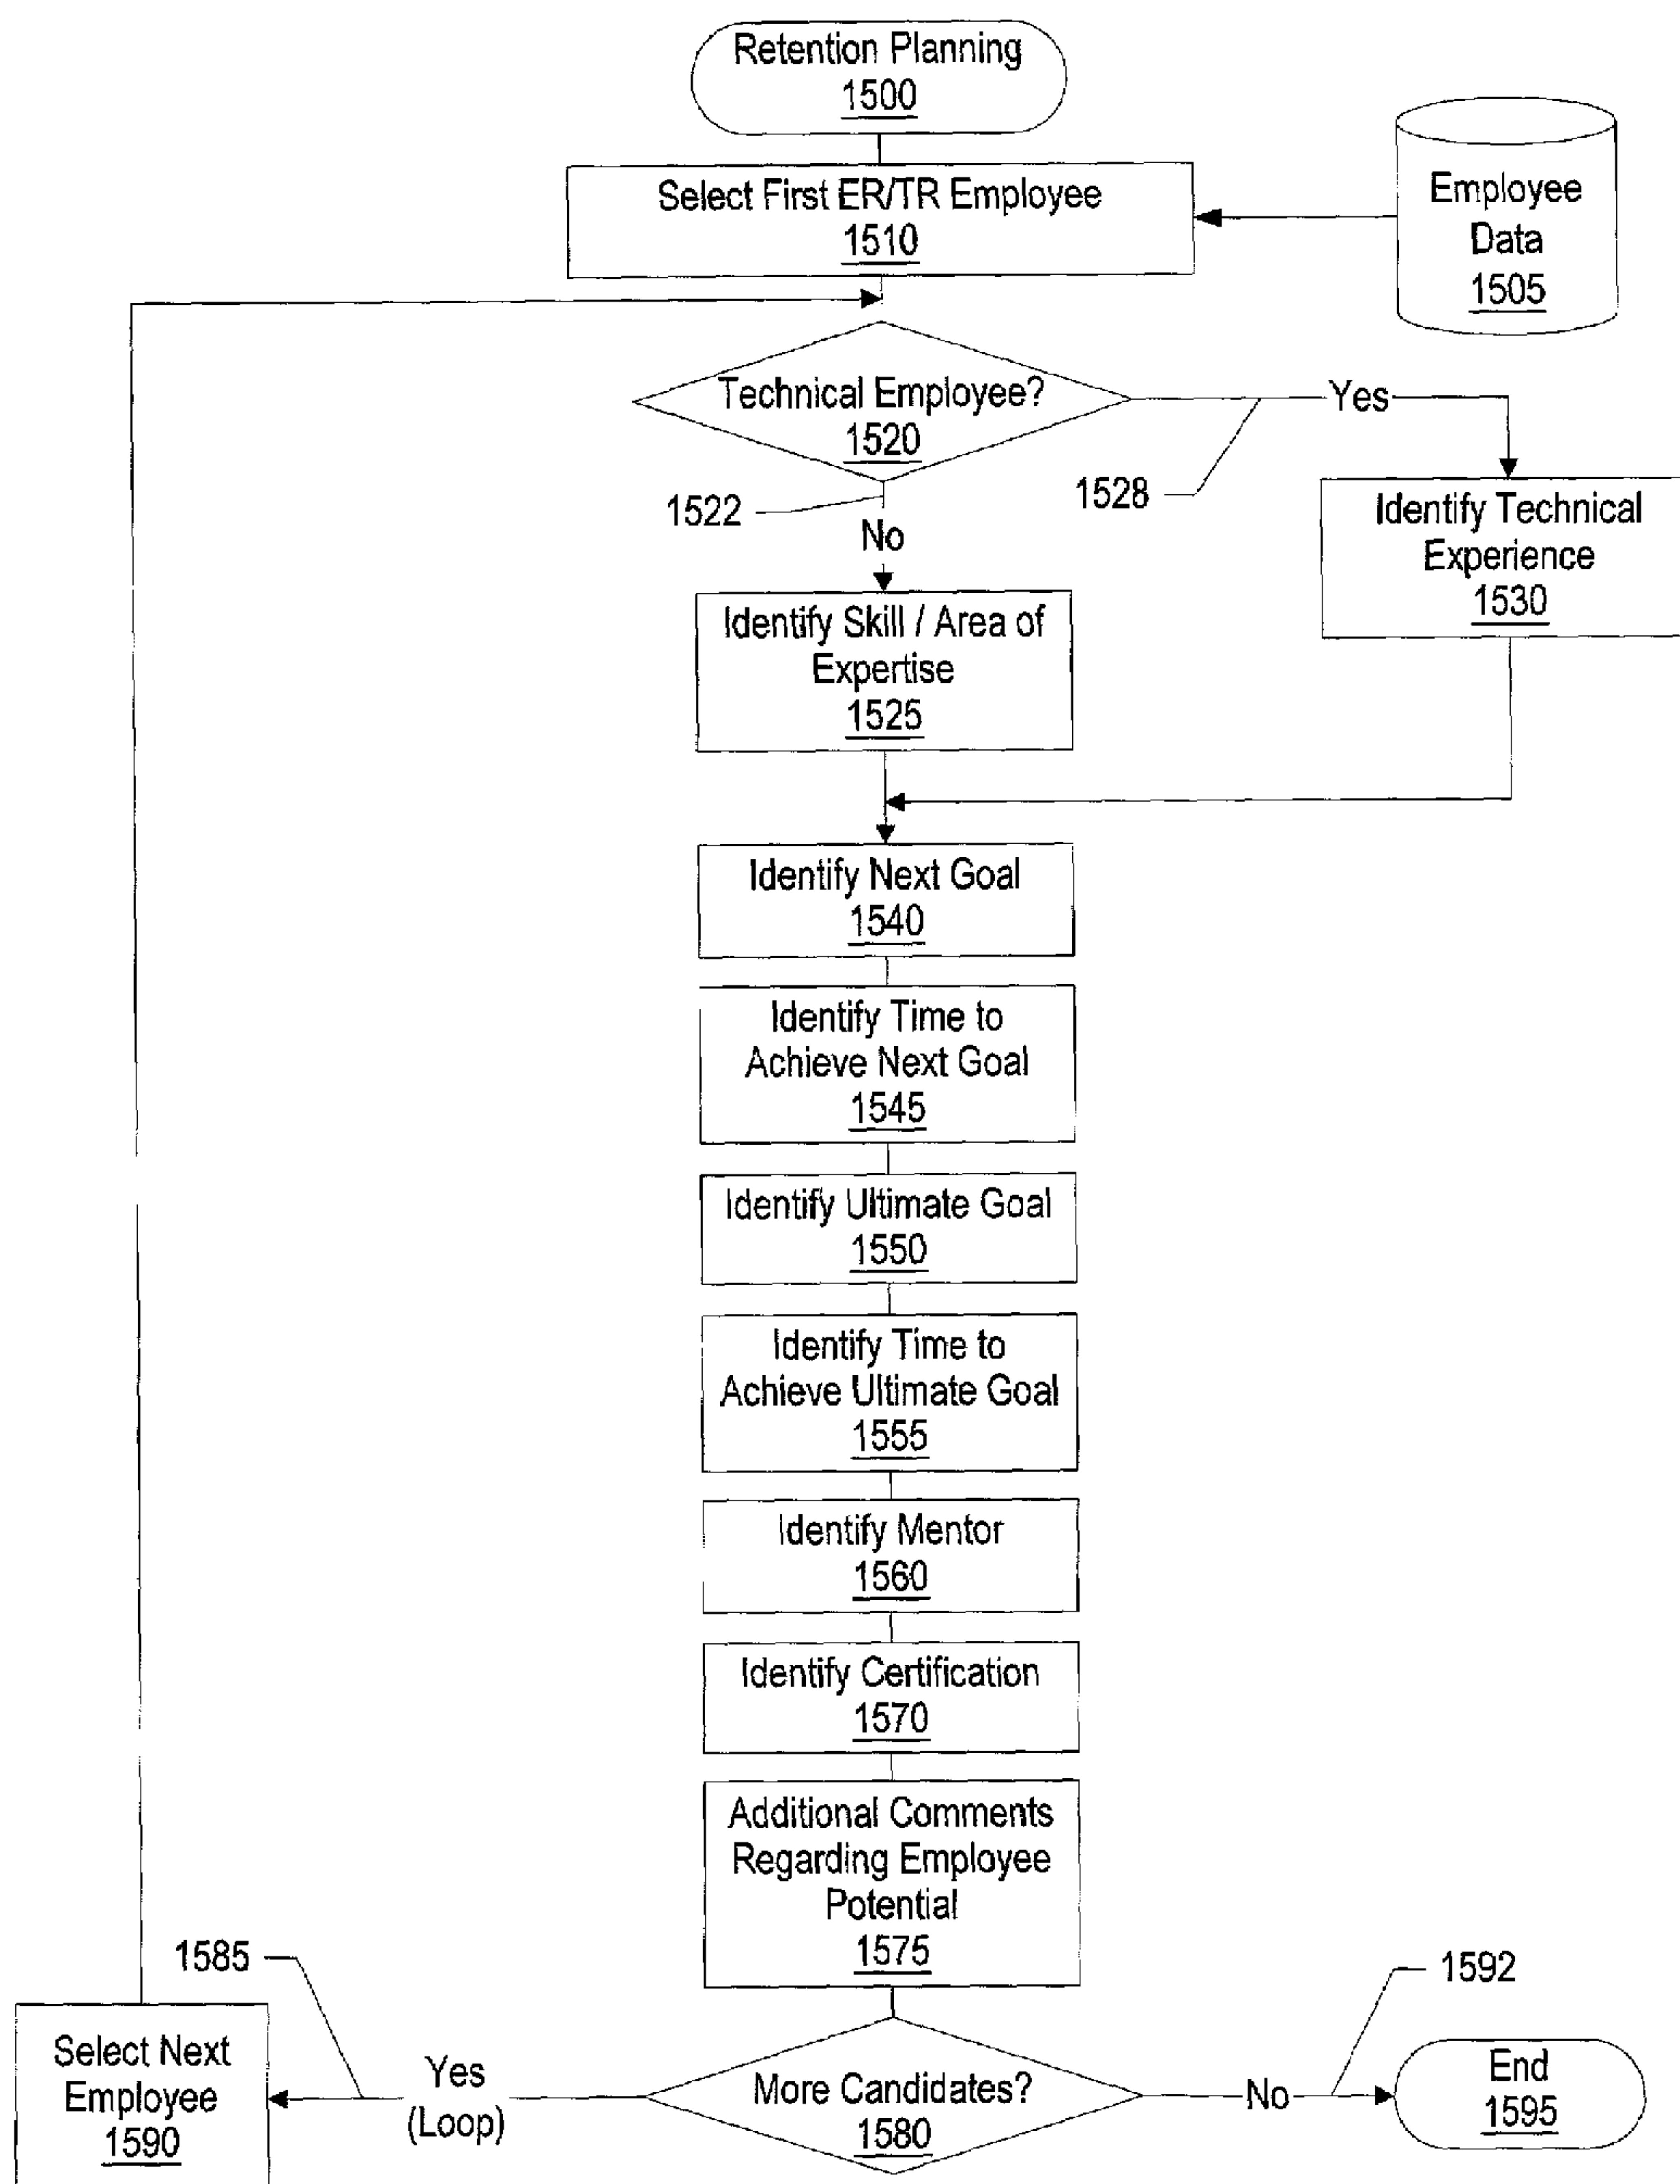 Retention Planning
1500
Select First ER/TR Employee
1510
Employee
Data
1505
Technical Employee?
1520
Yes
1528
1522
No
Identify Technical
Experience
1530
Identify Skill / Area of
Expertise
1525
Identify Next Goal
1540
Identify Time to
Achieve Next Goal
1545
Identify Ultimate Goal
1550
Identify Time to
Achieve Ultimate Goal
1555
Identify Mentor
1560
Identify Certification
1570
Additional Comments
Regarding Employee
Potential
1575
1585
1592
More Candidates?
1580
Yes
(Loop)
Select Next
Employee
1590
No
End
1595